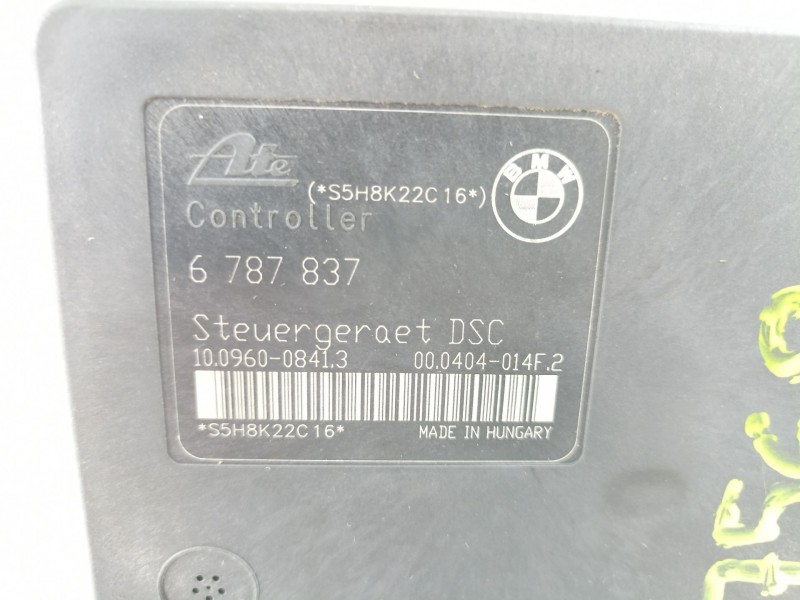 Ate
(*S5H8K22C16*)
BMW
Controller
6 787 837
Steuergeraet DSC
10.0960-0841.3 00.0404-014F.2
*S5H8K22C16* MADE IN HUNGARY